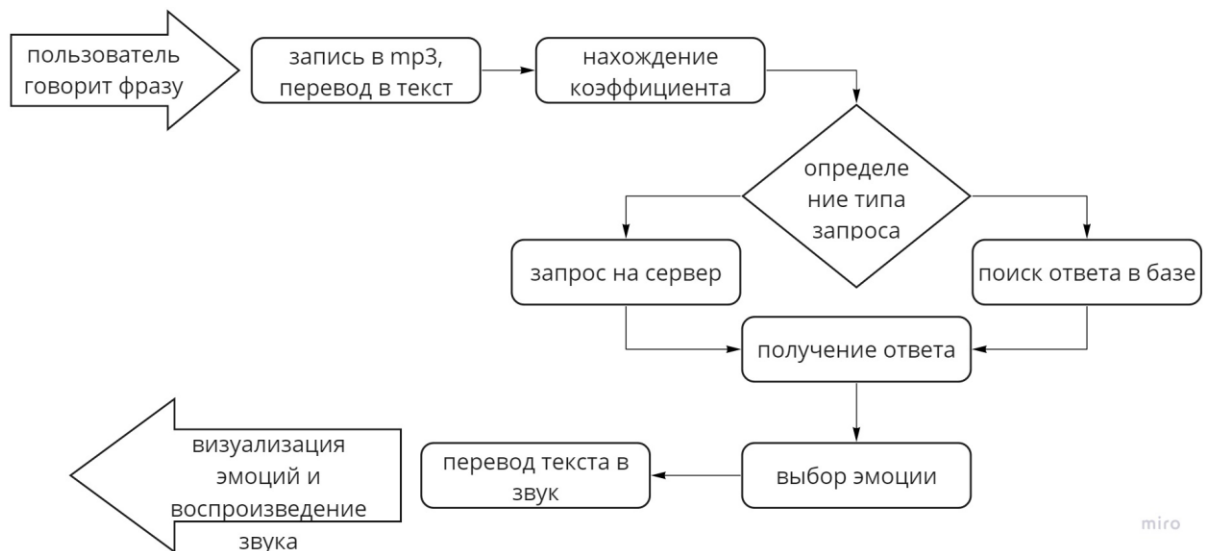 пользователь
говорит фразу
запись в mp3,
перевод в текст
нахождение
коэффициента
определе
ние типа
запроса
запрос на сервер
поиск ответа в базе
получение ответа
выбор эмоции
перевод текста в
звук
визуализация
эмоций и
воспроизведение
звука
miro